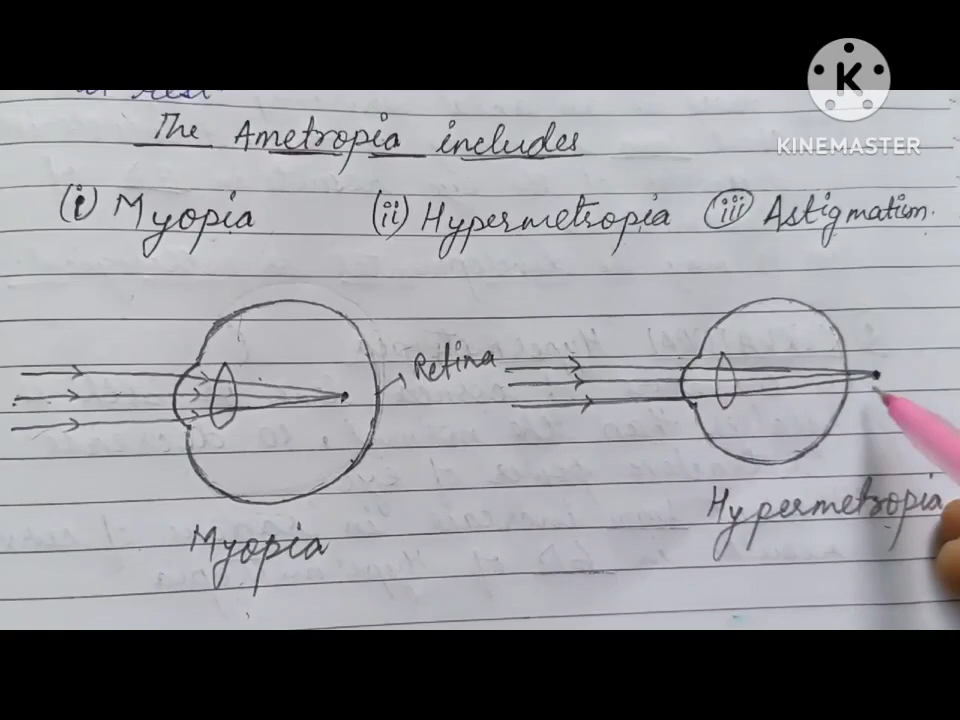 The Ametropia includes
(i) Myopia (ii) Hypermetropia (iii) Astigmatism.
Retina
Hypermetropia
Myopia
K
KINEMASTER